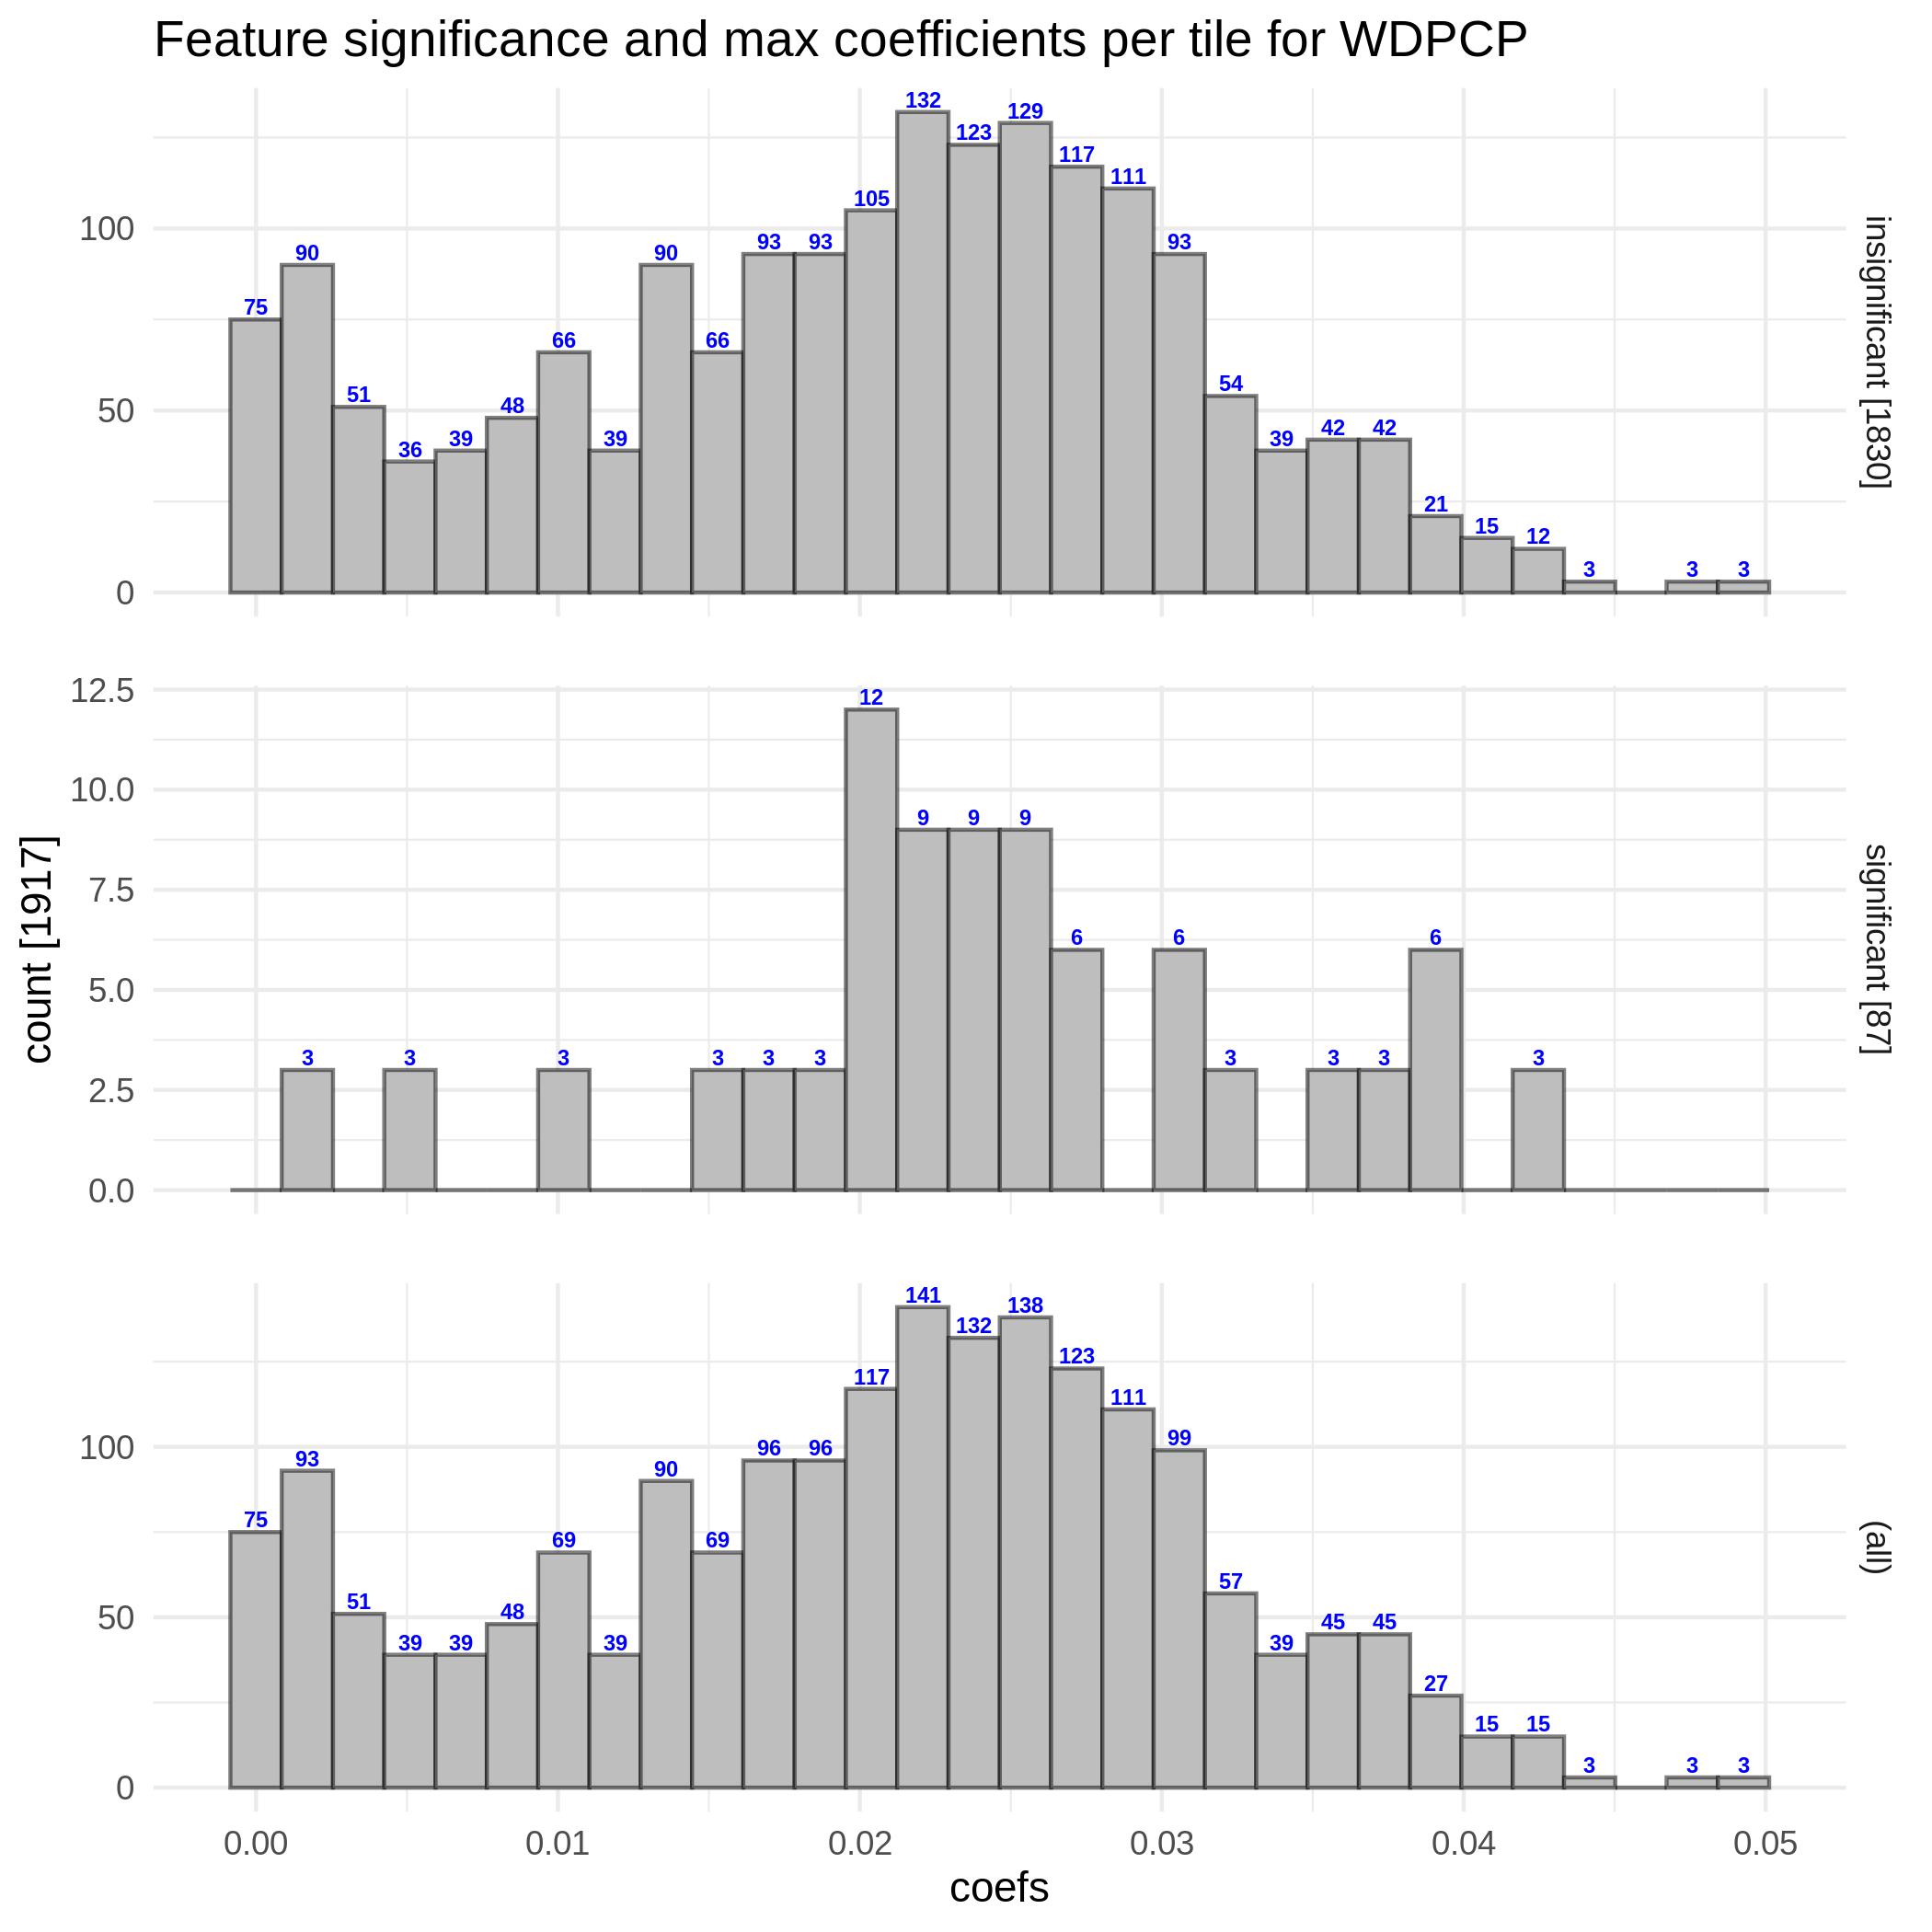 Feature significance and max coefficients per tile for WDPCP
75 90 51 36 39 48 66 39 90 66 93 93 105 132 123 129 117 111 93 54 39 42 42 21 15 12 3 3 3
100
50
0
insignificant [1830]
3 3 3 3 3 3 12 9 9 9 6 6 3 3 3 6 3
12.5
10.0
7.5
5.0
2.5
0.0
significant [87]
count [1917]
75 93 51 39 39 48 69 39 90 69 96 96 117 141 132 138 123 111 99 57 39 45 45 27 15 15 3 3 3
100
50
0
(all)
0.00 0.01 0.02 0.03 0.04 0.05
coefs